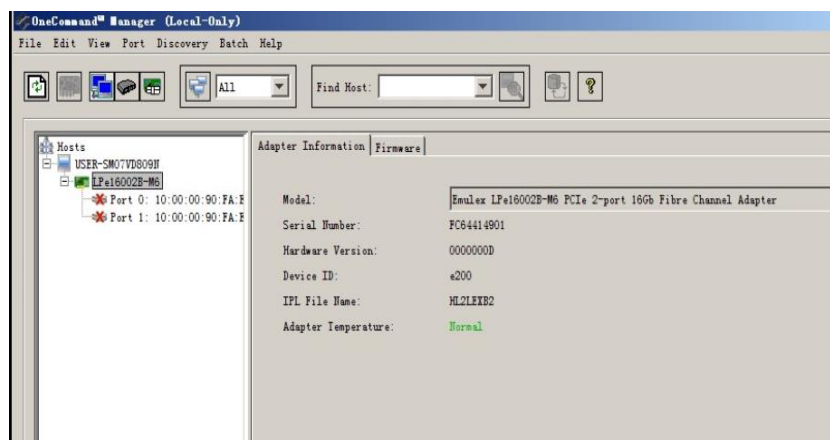 OneCommand™ Manager (Local-Only)
File Edit View Port Discovery Batch Help
All
Find Host:
Hosts
USER-SM07VD809N
LPe16002B-M6
Port 0: 10:00:00:90:FA:E
Port 1: 10:00:00:90:FA:E
Adapter Information
Firmware
Model: Emulex LPe16002B-M6 PCIe 2-port 16Gb Fibre Channel Adapter
Serial Number: FC64414901
Hardware Version: 0000000D
Device ID: e200
IPL File Name: HL2LEXB2
Adapter Temperature: Normal